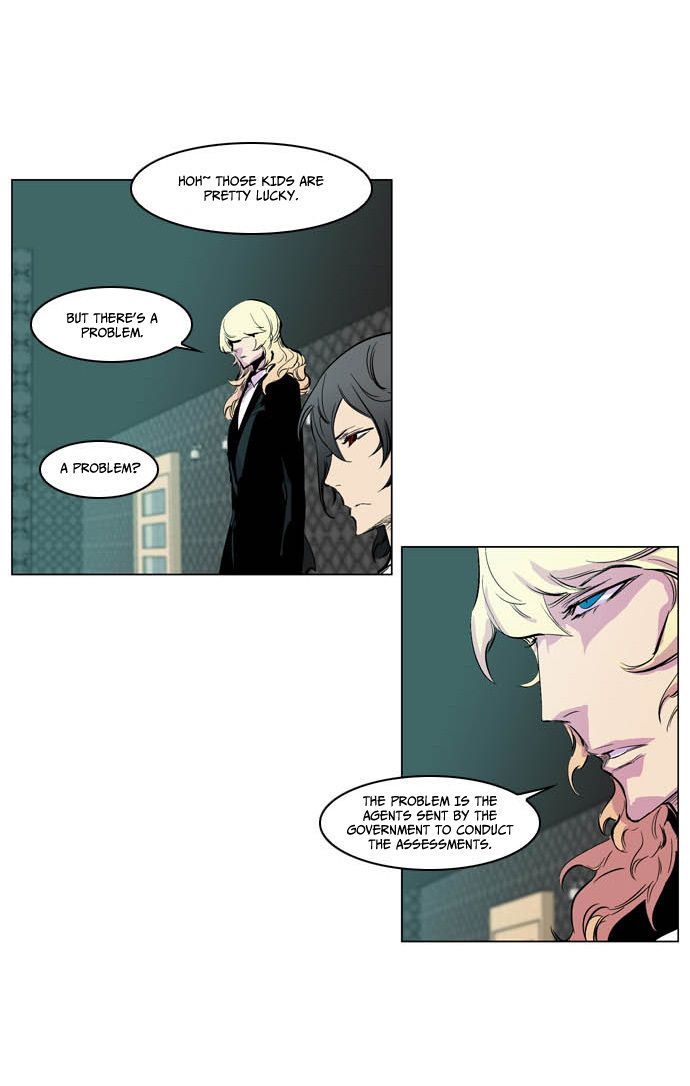 HOH~ THOSE KIDS ARE
PRETTY LUCKY.
BUT THERE'S A
PROBLEM.
A PROBLEM?
THE PROBLEM IS THE
AGENTS SENT BY THE
GOVERNMENT TO CONDUCT
THE ASSESSMENTS.